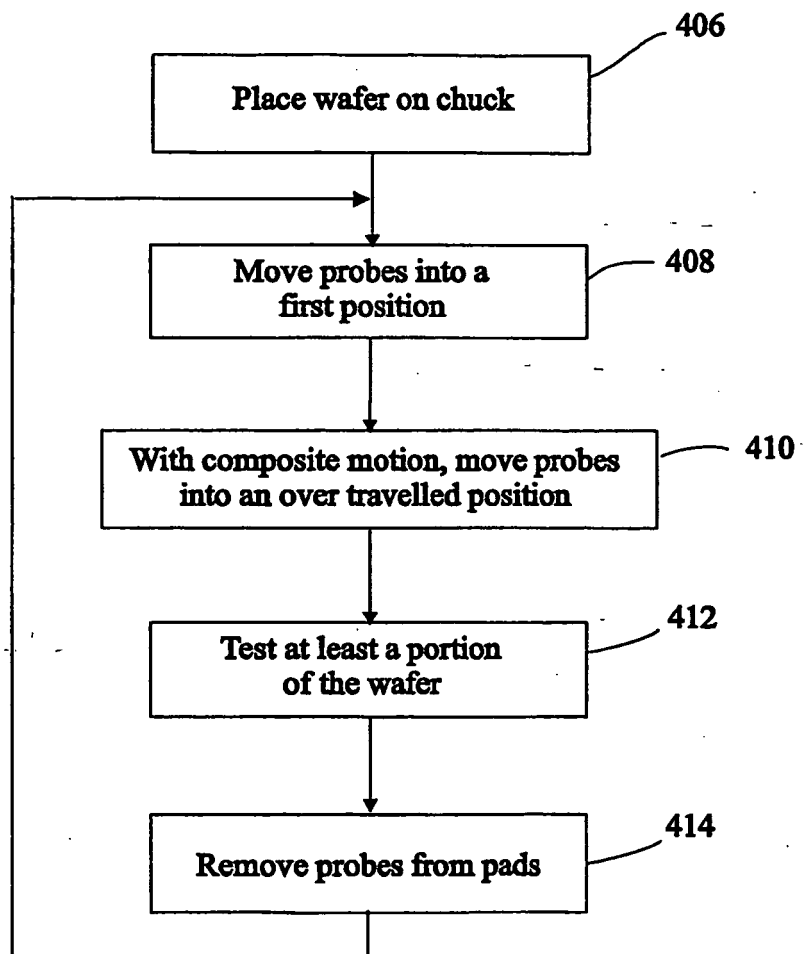 406
Place wafer on chuck
Move probes into a
first position
408
With composite motion, move probes
into an over travelled position
410
412
Test at least a portion
of the wafer
414
Remove probes from pads